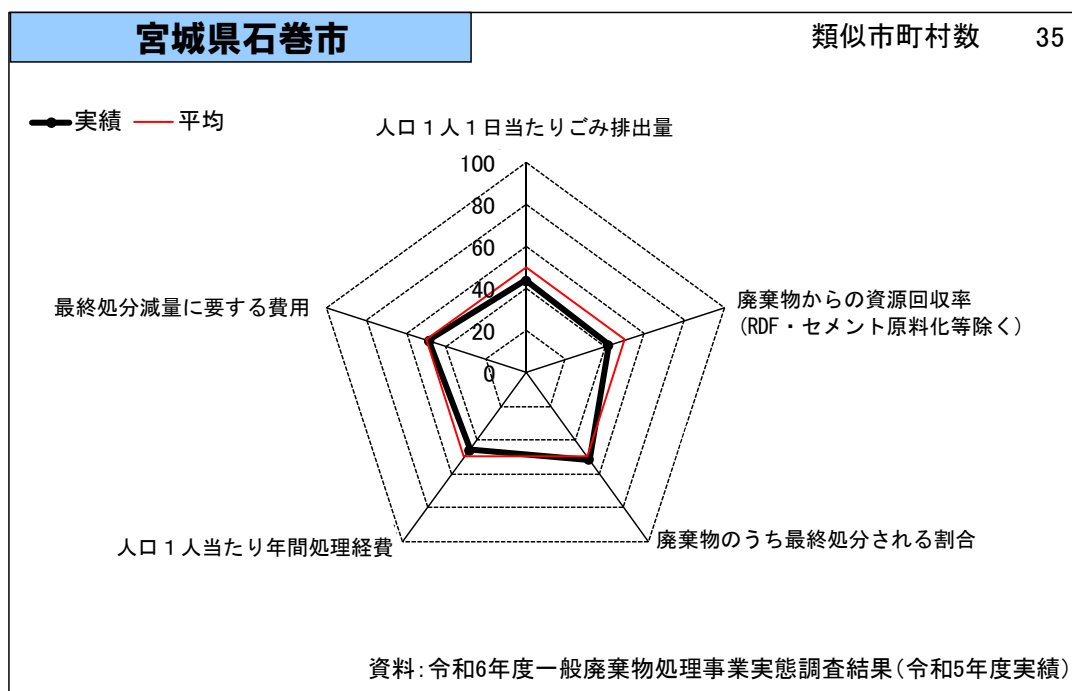 宮城県石巻市
類似市町村数 35
実績 平均
人口１人１日当たりごみ排出量
100
80
60
40
20
0
最終処分減量に要する費用
廃棄物からの資源回収率
(RDF・セメント原料化等除く)
人口１人当たり年間処理経費
廃棄物のうち最終処分される割合
資料:令和6年度一般廃棄物処理事業実態調査結果(令和5年度実績)